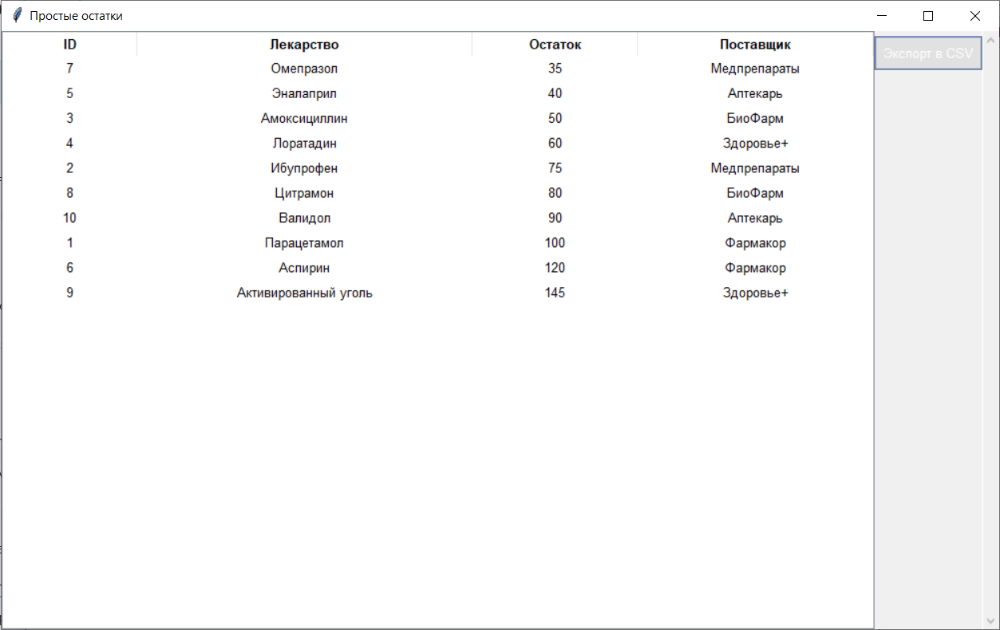 Простые остатки
ID Лекарство Остаток Поставщик Экспорт в CSV
7 Омепразол 35 Медпрепараты
5 Эналаприл 40 Аптекарь
3 Амоксициллин 50 БиоФарм
4 Лоратадин 60 Здоровье+
2 Ибупрофен 75 Медпрепараты
8 Цитрамон 80 БиоФарм
10 Валидол 90 Аптекарь
1 Парацетамол 100 Фармакор
6 Аспирин 120 Фармакор
9 Активированный уголь 145 Здоровье+